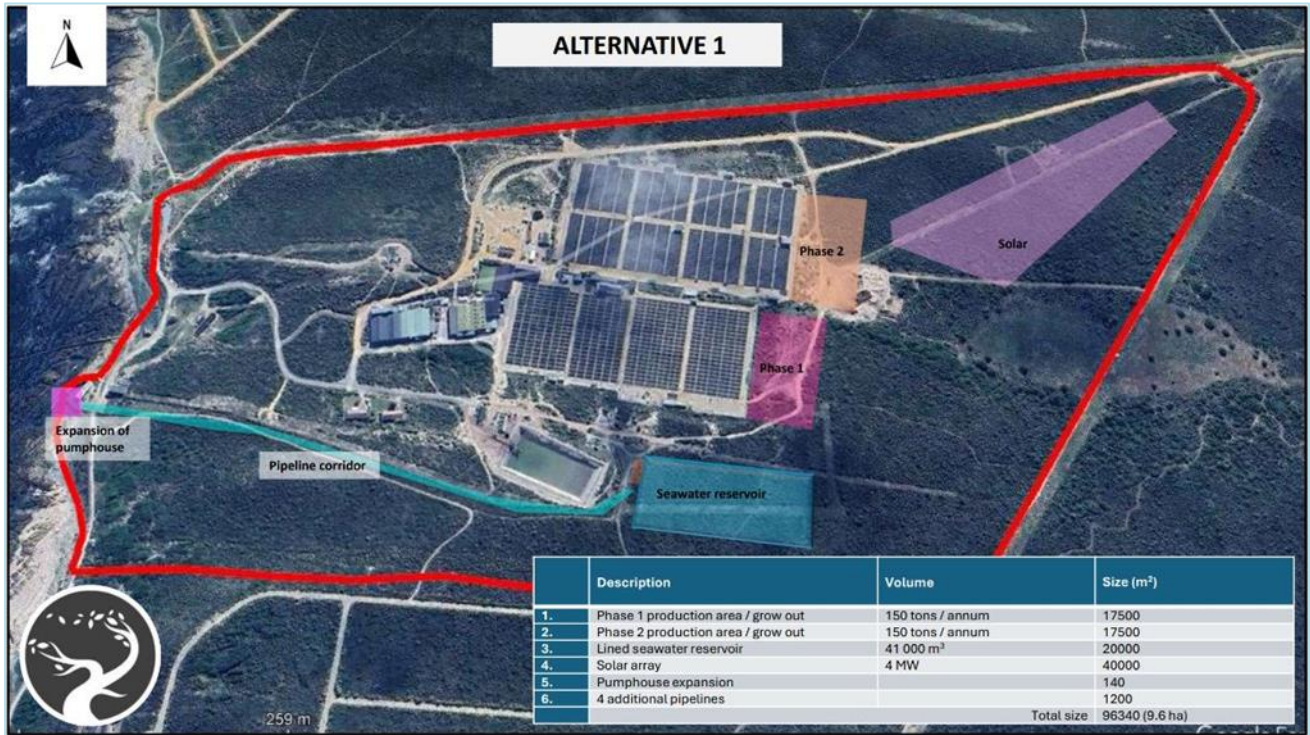 N
ALTERNATIVE 1
Phase 2
Solar
Phase 1
Expansion of
pumphouse
Pipeline corridor
Seawater reservoir
Description Volume Size (m²)
1. Phase 1 production area / grow out 150 tons / annum 17500
2. Phase 2 production area / grow out 150 tons / annum 17500
3. Lined seawater reservoir 41 000 m³ 20000
4. Solar array 4 MW 40000
5. Pumphouse expansion 140
6. 4 additional pipelines 1200
Total size 96340 (9.6 ha)
259 m